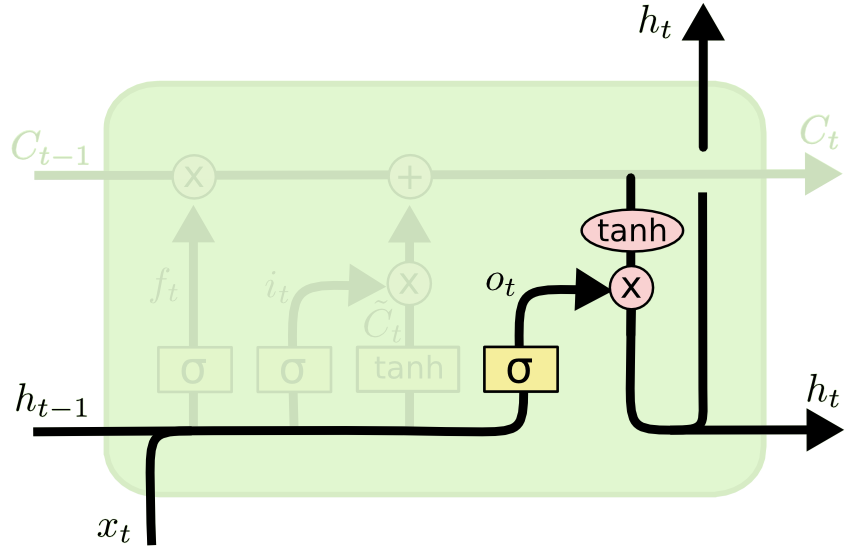 h_t
C_{t-1}
C_t
x
+
tanh
f_t
i_t
x
o_t
x
C̃_t
σ
σ
tanh
σ
h_{t-1}
h_t
x_t